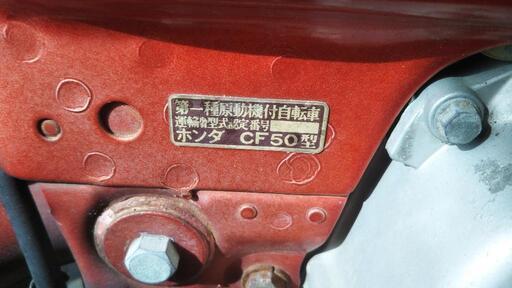 第一種原動機付自転車
運輸省型式認定番号
ホンダ CF50型